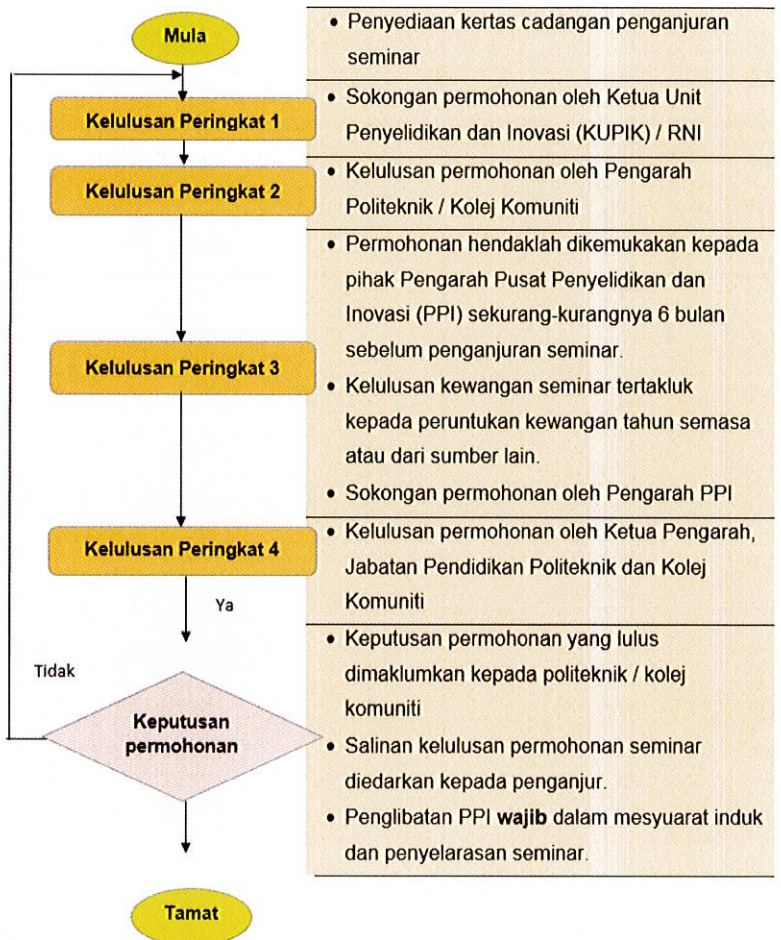 Mula
• Penyediaan kertas cadangan penganjuran
seminar
Kelulusan Peringkat 1
• Sokongan permohonan oleh Ketua Unit
Penyelidikan dan Inovasi (KUPIK) / RNI
Kelulusan Peringkat 2
• Kelulusan permohonan oleh Pengarah
Politeknik / Kolej Komuniti
Kelulusan Peringkat 3
• Permohonan hendaklah dikemukakan kepada
pihak Pengarah Pusat Penyelidikan dan
Inovasi (PPI) sekurang-kurangnya 6 bulan
sebelum penganjuran seminar.
• Kelulusan kewangan seminar tertakluk
kepada peruntukan kewangan tahun semasa
atau dari sumber lain.
• Sokongan permohonan oleh Pengarah PPI
Kelulusan Peringkat 4
• Kelulusan permohonan oleh Ketua Pengarah,
Jabatan Pendidikan Politeknik dan Kolej
Komuniti
Ya
Tidak
Keputusan
permohonan
• Keputusan permohonan yang lulus
dimaklumkan kepada politeknik / kolej
komuniti
• Salinan kelulusan permohonan seminar
diedarkan kepada penganjur.
• Penglibatan PPI wajib dalam mesyuarat induk
dan penyelarasan seminar.
Tamat